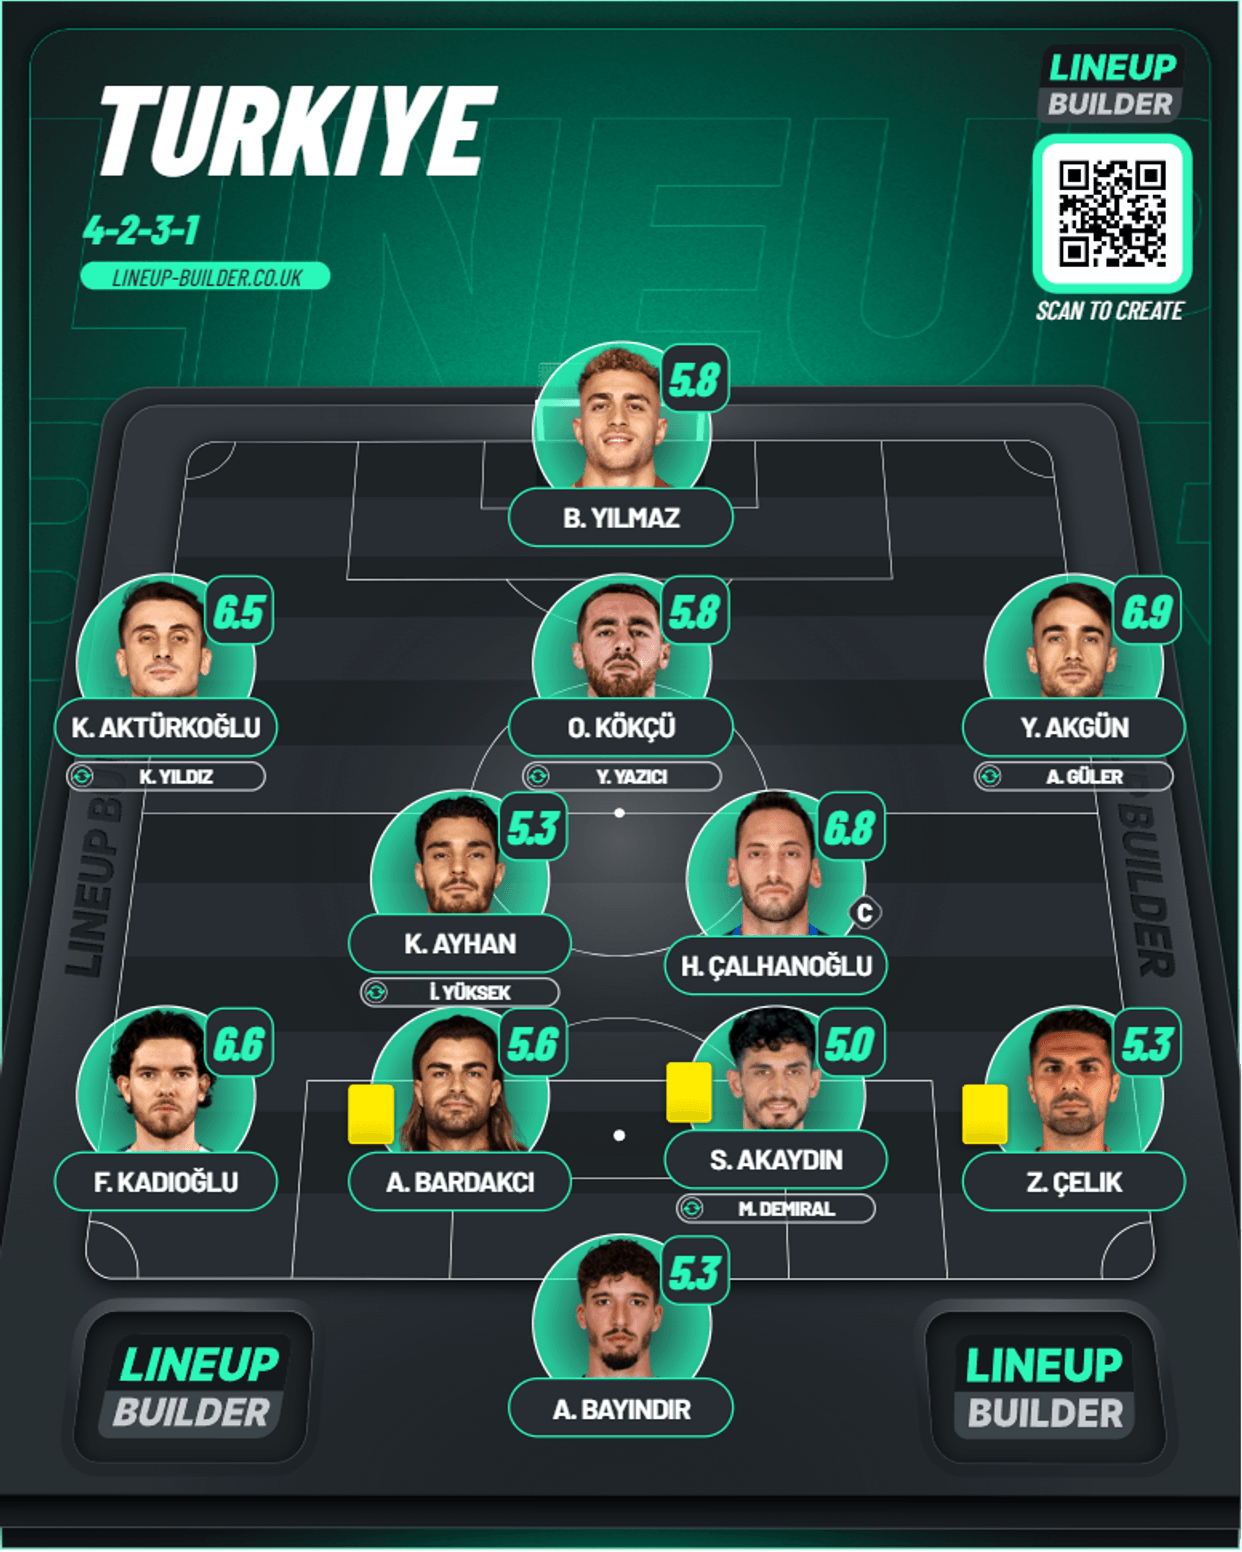 TURKIYE
4-2-3-1
LINEUP-BUILDER.CO.UK
LINEUP
BUILDER
SCAN TO CREATE
5.8
B. YILMAZ
6.5
K. AKTÜRKOĞLU
K. YILDIZ
5.8
O. KÖKÇÜ
Y. YAZICI
6.9
Y. AKGÜN
A. GÜLER
5.3
K. AYHAN
İ. YÜKSEK
6.8
C
H. ÇALHANOĞLU
LINEUP BUILDER
6.6
F. KADIOĞLU
5.6
A. BARDAKCI
5.0
S. AKAYDIN
M. DEMIRAL
5.3
Z. ÇELIK
5.3
A. BAYINDIR
LINEUP
BUILDER
LINEUP
BUILDER